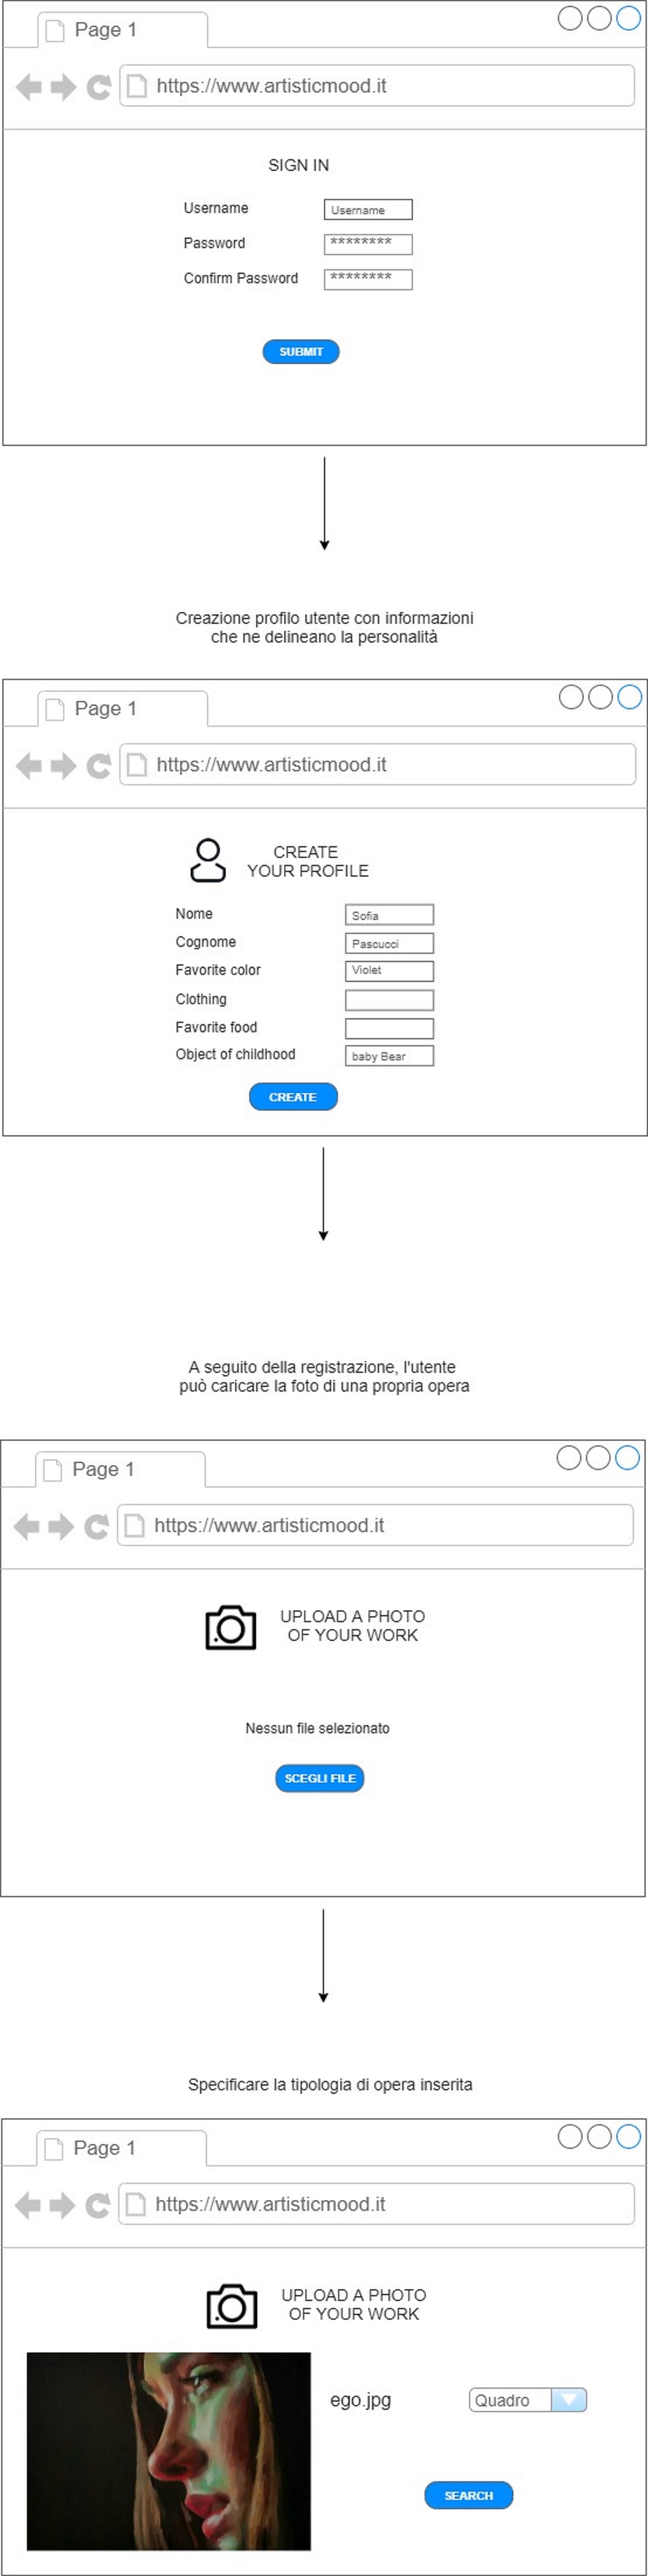 Page 1
https://www.artisticmood.it
SIGN IN
Username
Username
Password
********
Confirm Password
********
SUBMIT
Creazione profilo utente con informazioni
che ne delineano la personalità
Page 1
https://www.artisticmood.it
CREATE
YOUR PROFILE
Nome
Sofia
Cognome
Pascucci
Favorite color
Violet
Clothing
Favorite food
Object of childhood
baby Bear
CREATE
A seguito della registrazione, l'utente
può caricare la foto di una propria opera
Page 1
https://www.artisticmood.it
UPLOAD A PHOTO
OF YOUR WORK
Nessun file selezionato
SCEGLI FILE
Specificare la tipologia di opera inserita
Page 1
https://www.artisticmood.it
UPLOAD A PHOTO
OF YOUR WORK
ego.jpg
Quadro
SEARCH